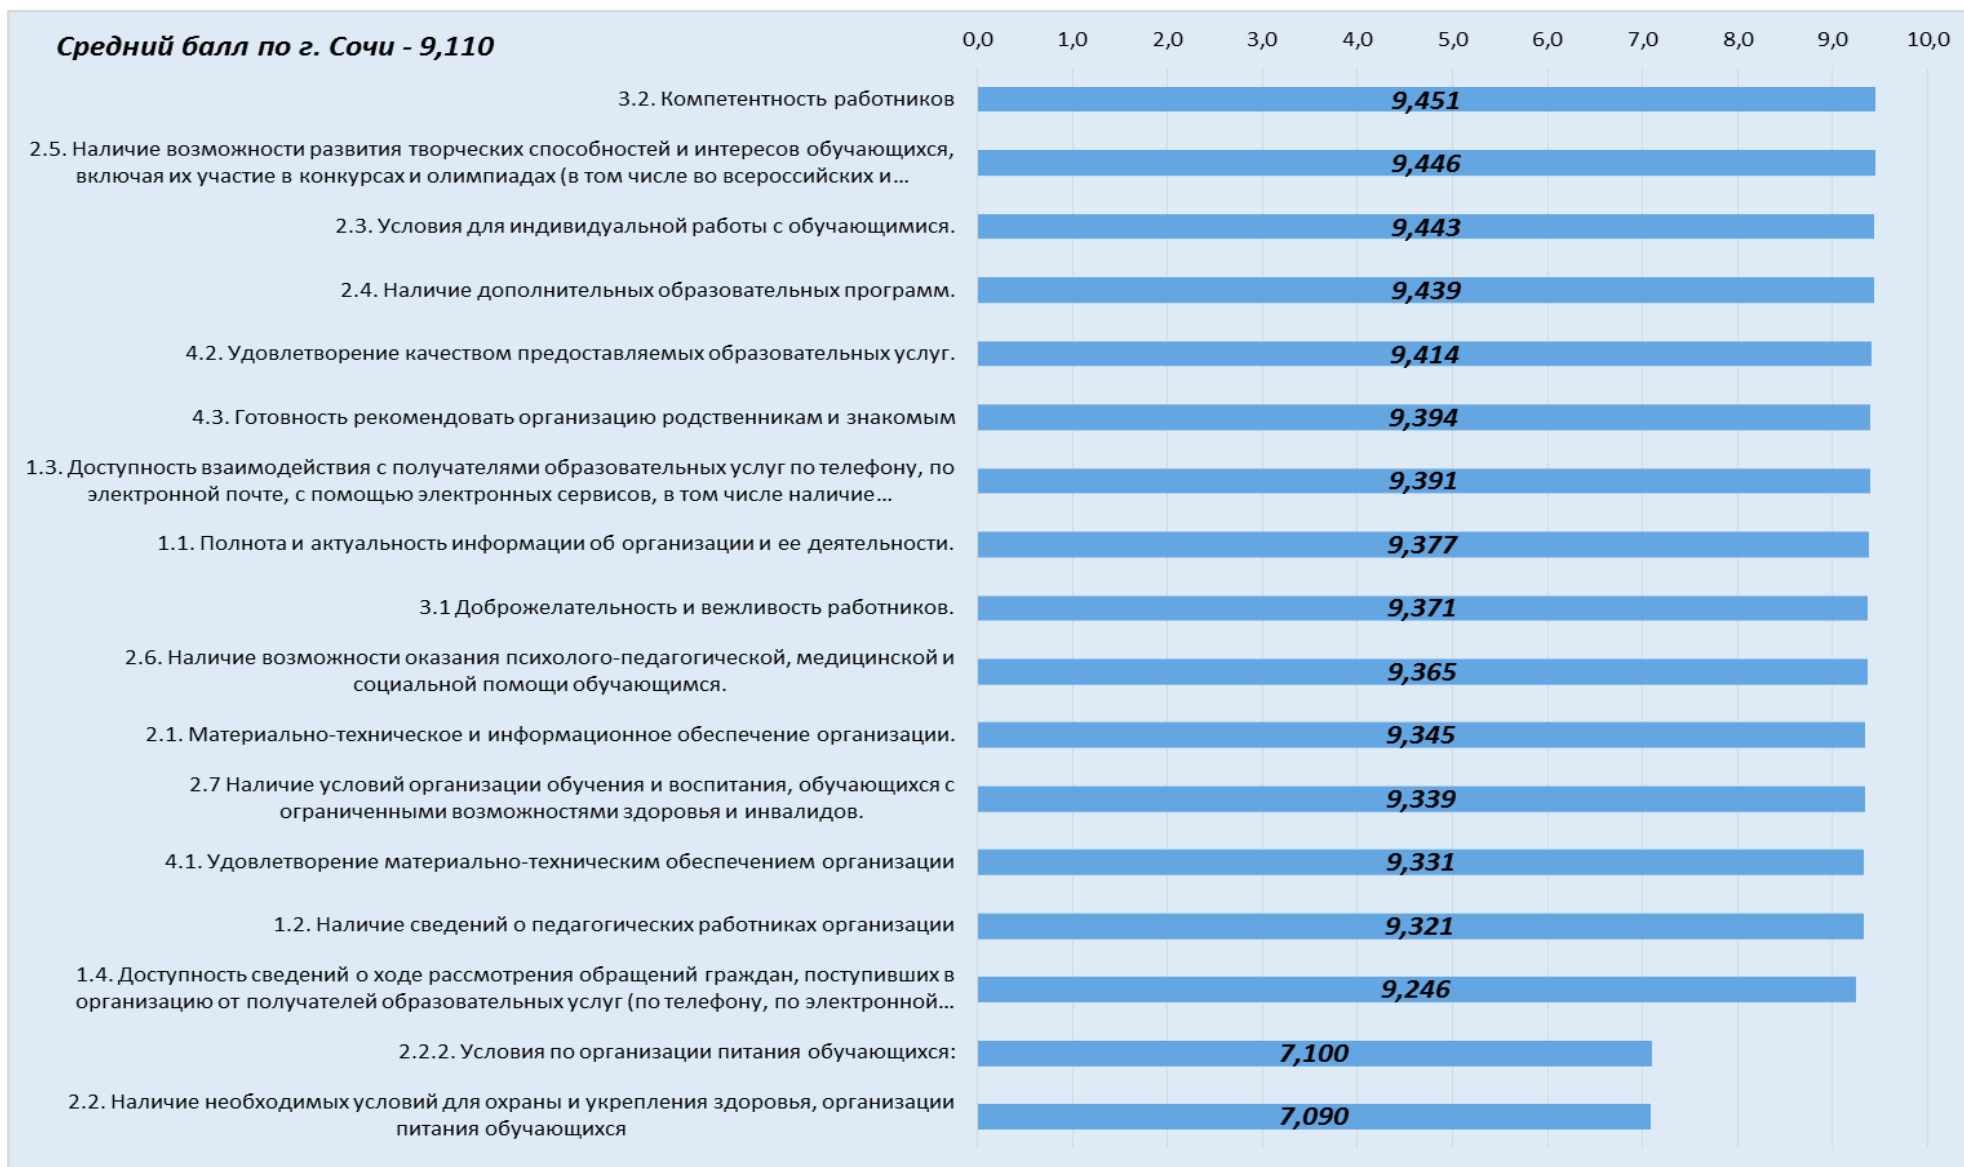 Средний балл по г. Сочи - 9,110
0,0 1,0 2,0 3,0 4,0 5,0 6,0 7,0 8,0 9,0 10,0
3.2. Компетентность работников
9,451
2.5. Наличие возможности развития творческих способностей и интересов обучающихся,
включая их участие в конкурсах и олимпиадах (в том числе во всероссийских и…
9,446
2.3. Условия для индивидуальной работы с обучающимися.
9,443
2.4. Наличие дополнительных образовательных программ.
9,439
4.2. Удовлетворение качеством предоставляемых образовательных услуг.
9,414
4.3. Готовность рекомендовать организацию родственникам и знакомым
9,394
1.3. Доступность взаимодействия с получателями образовательных услуг по телефону, по
электронной почте, с помощью электронных сервисов, в том числе наличие…
9,391
1.1. Полнота и актуальность информации об организации и ее деятельности.
9,377
3.1 Доброжелательность и вежливость работников.
9,371
2.6. Наличие возможности оказания психолого-педагогической, медицинской и
социальной помощи обучающимся.
9,365
2.1. Материально-техническое и информационное обеспечение организации.
9,345
2.7 Наличие условий организации обучения и воспитания, обучающихся с
ограниченными возможностями здоровья и инвалидов.
9,339
4.1. Удовлетворение материально-техническим обеспечением организации
9,331
1.2. Наличие сведений о педагогических работниках организации
9,321
1.4. Доступность сведений о ходе рассмотрения обращений граждан, поступивших в
организацию от получателей образовательных услуг (по телефону, по электронной…
9,246
2.2.2. Условия по организации питания обучающихся:
7,100
2.2. Наличие необходимых условий для охраны и укрепления здоровья, организации
питания обучающихся
7,090